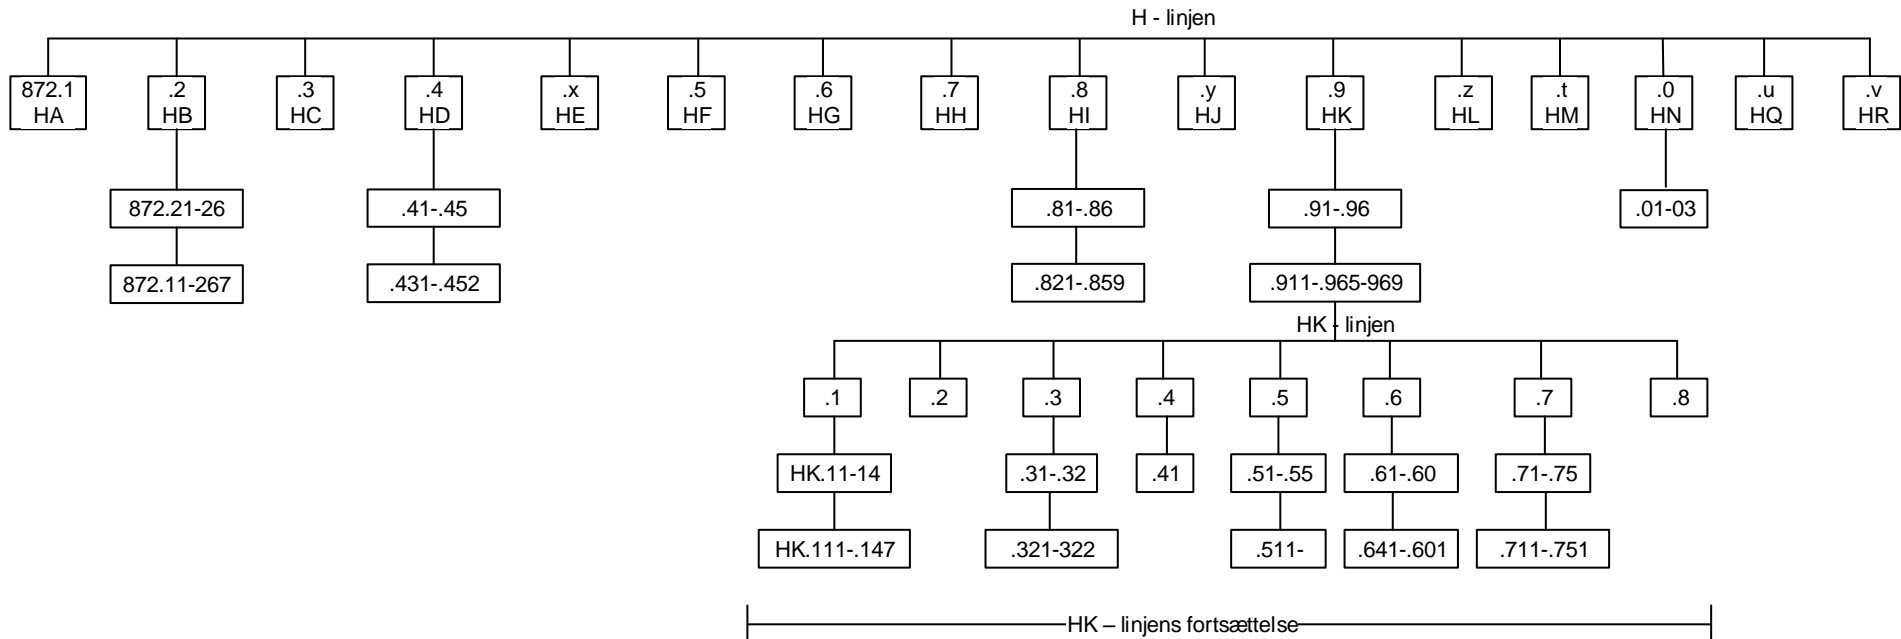 H - linjen
872.1 .2 .3 .4 .x .5 .6 .7 .8 .y .9 .z .t .0 .u .v
HA HB HC HD HE HF HG HH HI HJ HK HL HM HN HQ HR
872.21-26 .41-.45 .81-.86 .91-.96 .01-03
872.11-267 .431-.452 .821-.859 .911-.965-969
HK - linjen
.1 .2 .3 .4 .5 .6 .7 .8
HK.11-14 .31-.32 .41 .51-.55 .61-.60 .71-.75
HK.111-.147 .321-322 .511- .641-.601 .711-.751
HK – linjens fortsættelse